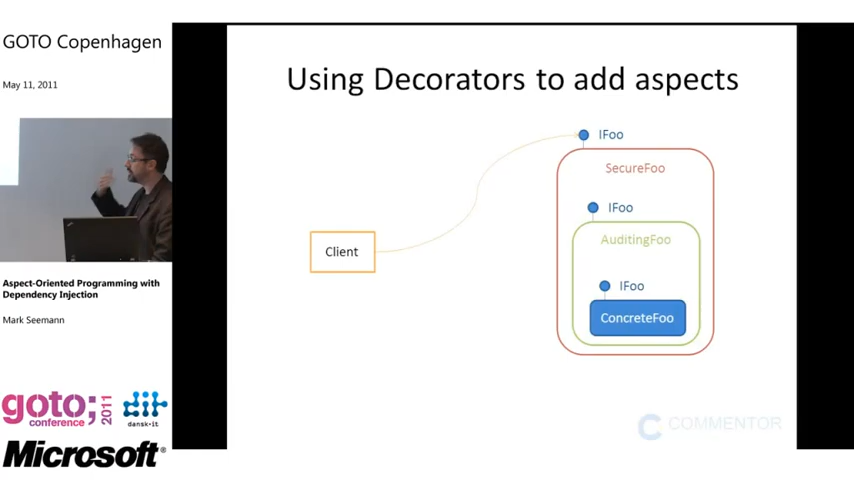 GOTO Copenhagen
May 11, 2011
Aspect-Oriented Programming with
Dependency Injection
Mark Seemann
goto;
conference
2011
dansk-it
Microsoft®
Using Decorators to add aspects
IFoo
SecureFoo
IFoo
AuditingFoo
Client
IFoo
ConcreteFoo
COMMENTOR